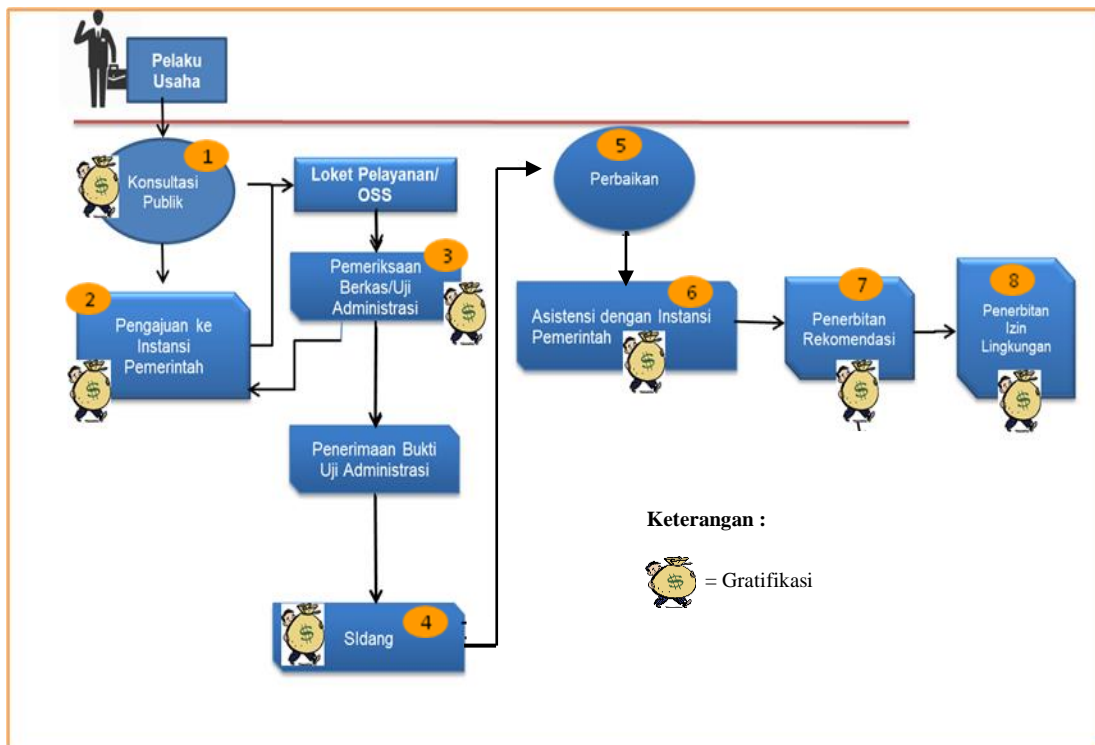 Pelaku
Usaha
1
Konsultasi
Publik
2
Pengajuan ke
Instansi
Pemerintah
Loket Pelayanan/
OSS
3
Pemeriksaan
Berkas/Uji
Administrasi
Penerimaan Bukti
Uji Administrasi
4
SIdang
5
Perbaikan
6
Asistensi dengan Instansi
Pemerintah
7
Penerbitan
Rekomendasi
8
Penerbitan
Izin
Lingkungan
Keterangan :
$ = Gratifikasi